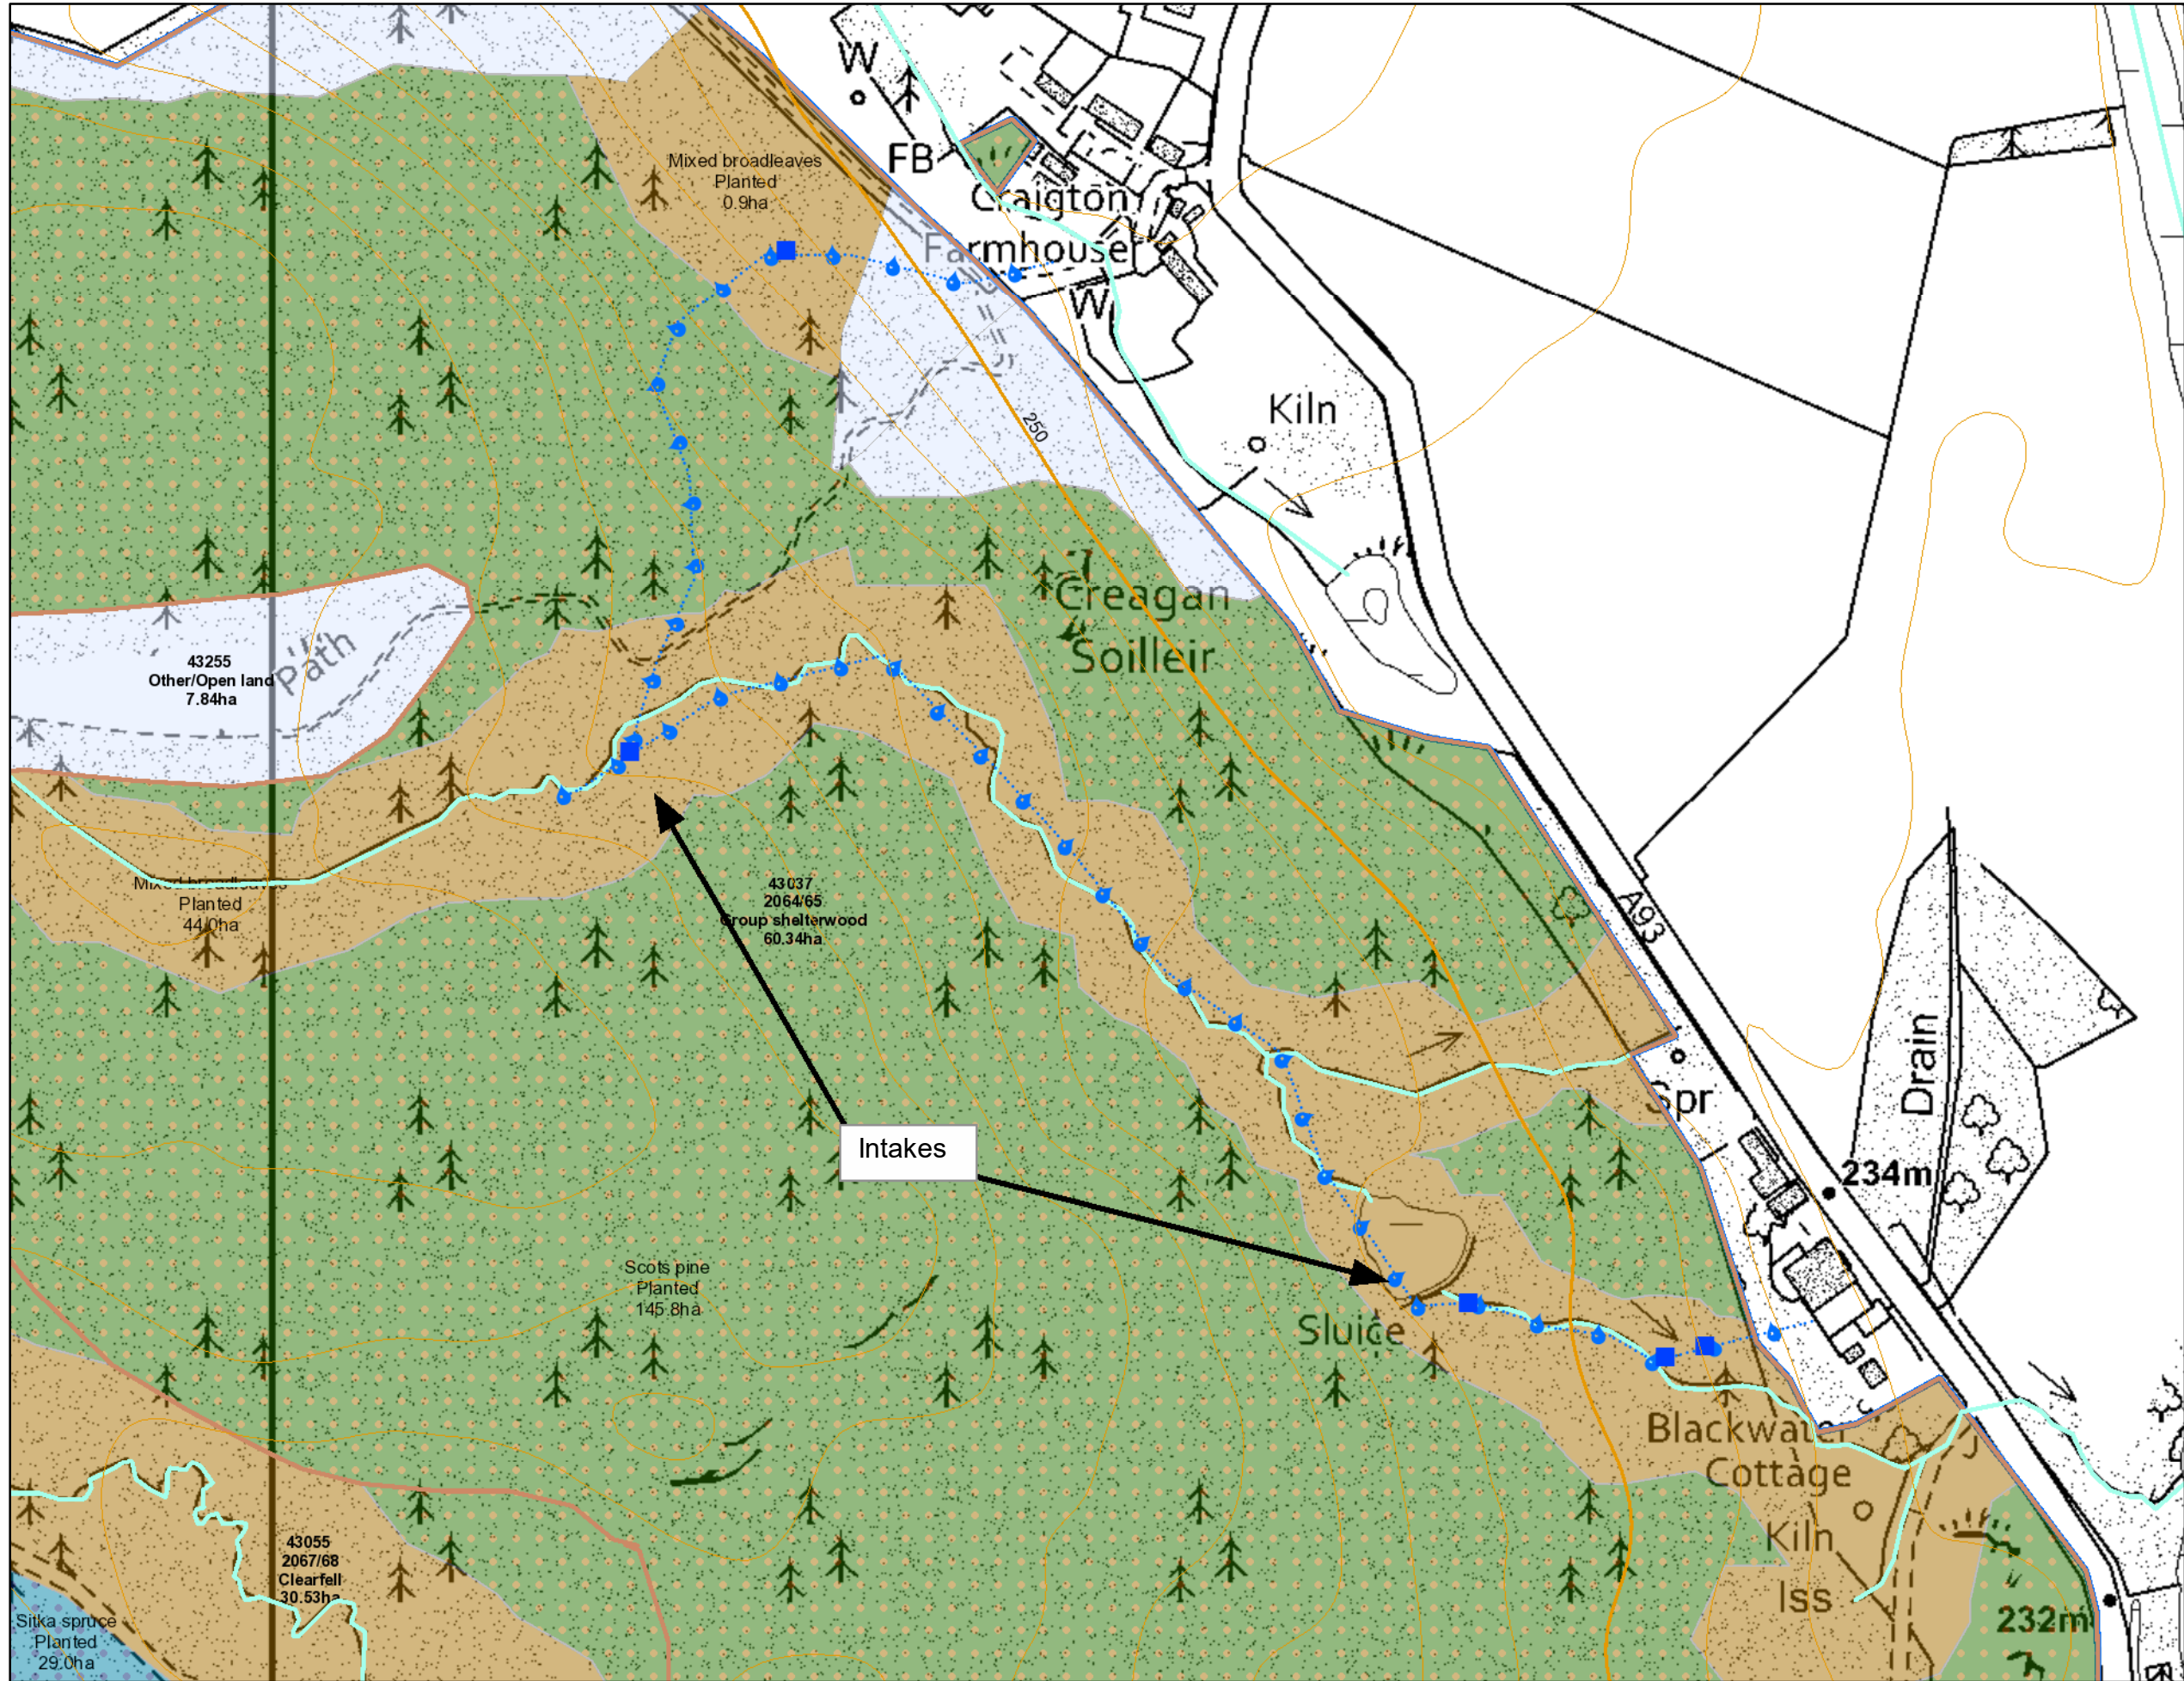 W
FB
Craigton
Farmhouse
W
Mixed broadleaves
Planted
0.9ha
Kiln
250
Creagan
Soilleir
Path
43255
Other/Open land
7.84ha
Mixed broadleaves
Planted
44.0ha
43037
2064/65
Group shelterwood
60.34ha
A93
Drain
Spr
234m
Intakes
Scots pine
Planted
145.8ha
Sluice
Blackwater
Cottage
Kiln
Iss
232m
43055
2067/68
Clearfell
30.53ha
Sitka spruce
Planted
29.0ha